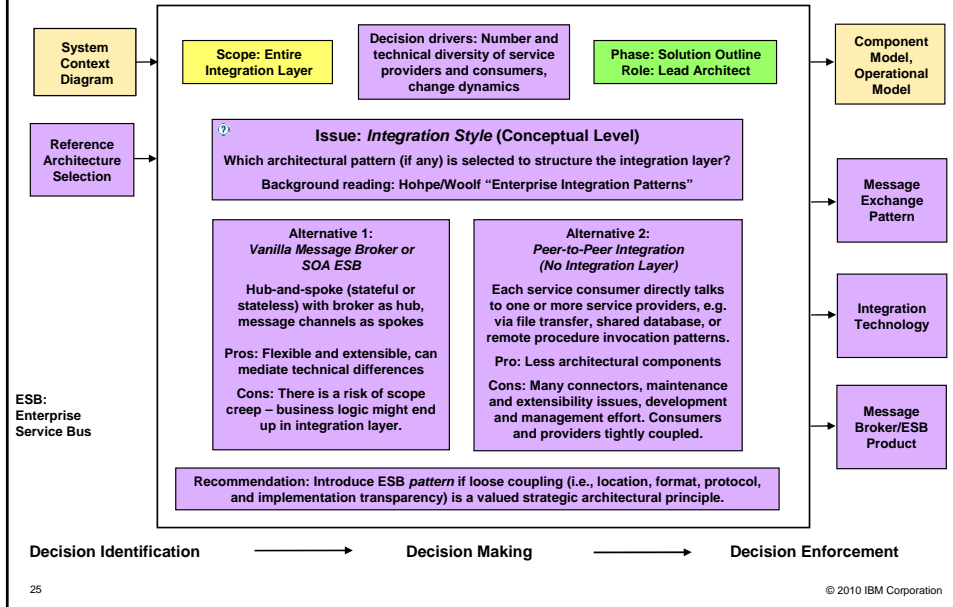 System
Context
Diagram
Reference
Architecture
Selection
ESB:
Enterprise
Service Bus
Scope: Entire
Integration Layer
Decision drivers: Number and
technical diversity of service
providers and consumers,
change dynamics
Phase: Solution Outline
Role: Lead Architect
Issue: Integration Style (Conceptual Level)
Which architectural pattern (if any) is selected to structure the integration layer?
Background reading: Hohpe/Woolf “Enterprise Integration Patterns”
Alternative 1:
Vanilla Message Broker or
SOA ESB
Hub-and-spoke (stateful or
stateless) with broker as hub,
message channels as spokes
Pros: Flexible and extensible, can
mediate technical differences
Cons: There is a risk of scope
creep – business logic might end
up in integration layer.
Alternative 2:
Peer-to-Peer Integration
(No Integration Layer)
Each service consumer directly talks
to one or more service providers, e.g.
via file transfer, shared database, or
remote procedure invocation patterns.
Pro: Less architectural components
Cons: Many connectors, maintenance
and extensibility issues, development
and management effort. Consumers
and providers tightly coupled.
Recommendation: Introduce ESB pattern if loose coupling (i.e., location, format, protocol,
and implementation transparency) is a valued strategic architectural principle.
Component
Model,
Operational
Model
Message
Exchange
Pattern
Integration
Technology
Message
Broker/ESB
Product
Decision Identification
Decision Making
Decision Enforcement
25
© 2010 IBM Corporation